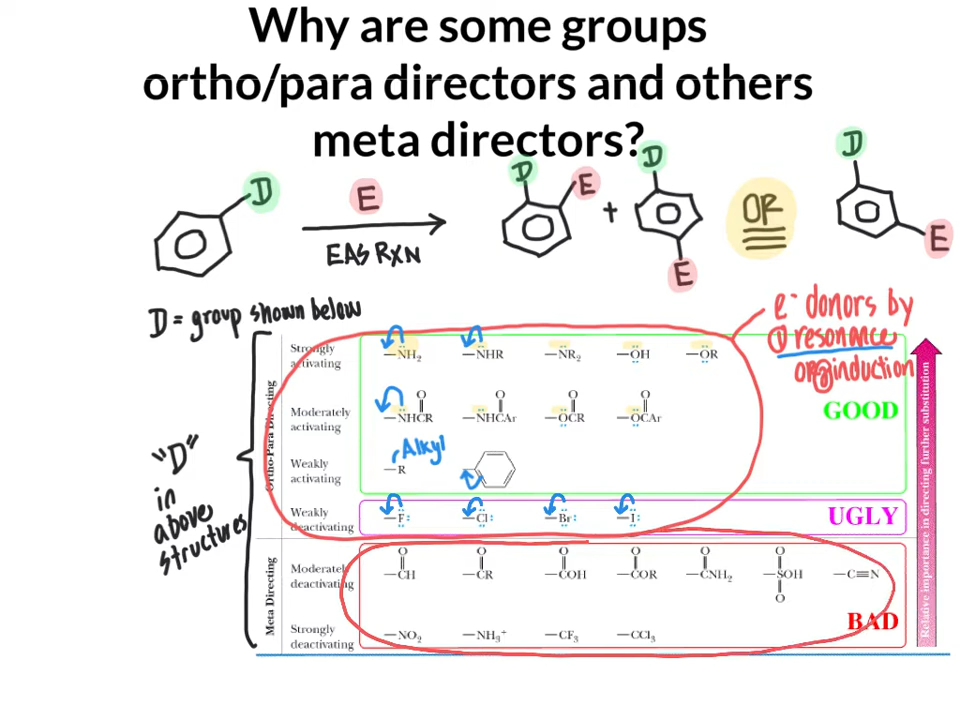 Why are some groups
ortho/para directors and others
meta directors?
D
E
EAS RXN
D
E
+
D
E
OR
D
E
D = group shown below
e⁻ donors by
① resonance
OR ② induction
"D"
in
above
structures
Ortho-Para Directing
Strongly
activating
—NH₂ —NHR —NR₂ —OH —OR
GOOD
Moderately
activating
O O O O
—NHCR —NHCAr —OCR —OCAr
Weakly
activating
—R
Alkyl
Weakly
deactivating
—F: —Cl: —Br: —I:
UGLY
Meta Directing
Moderately
deactivating
O O O O O O
—CH —CR —COH —COR —CNH₂ —SOH —C≡N
O
Strongly
deactivating
—NO₂ —NH₃⁺ —CF₃ —CCl₃
BAD
Relative importance in directing further substitution